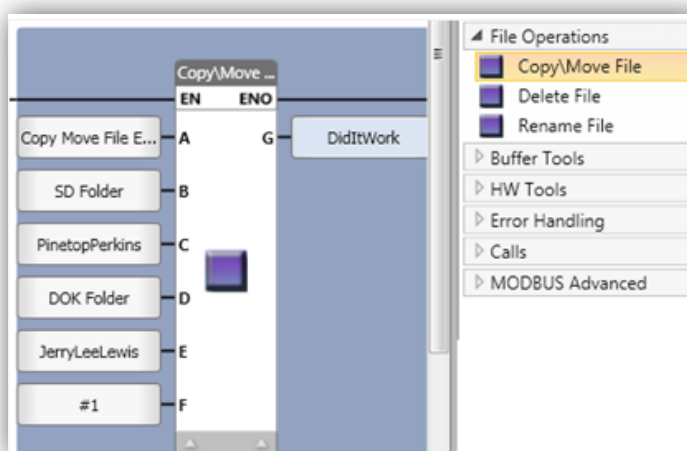 Copy\Move ...
EN ENO
Copy Move File E... A G DidItWork
SD Folder B
PinetopPerkins C
DOK Folder D
JerryLeeLewis E
#1 F
File Operations
Copy\Move File
Delete File
Rename File
Buffer Tools
HW Tools
Error Handling
Calls
MODBUS Advanced